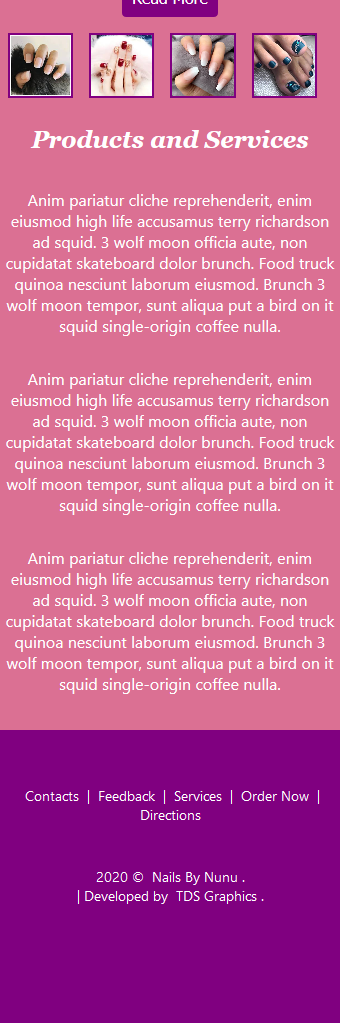 Read More
Products and Services
Anim pariatur cliche reprehenderit, enim
eiusmod high life accusamus terry richardson
ad squid. 3 wolf moon officia aute, non
cupidatat skateboard dolor brunch. Food truck
quinoa nesciunt laborum eiusmod. Brunch 3
wolf moon tempor, sunt aliqua put a bird on it
squid single-origin coffee nulla.
Anim pariatur cliche reprehenderit, enim
eiusmod high life accusamus terry richardson
ad squid. 3 wolf moon officia aute, non
cupidatat skateboard dolor brunch. Food truck
quinoa nesciunt laborum eiusmod. Brunch 3
wolf moon tempor, sunt aliqua put a bird on it
squid single-origin coffee nulla.
Anim pariatur cliche reprehenderit, enim
eiusmod high life accusamus terry richardson
ad squid. 3 wolf moon officia aute, non
cupidatat skateboard dolor brunch. Food truck
quinoa nesciunt laborum eiusmod. Brunch 3
wolf moon tempor, sunt aliqua put a bird on it
squid single-origin coffee nulla.
Contacts | Feedback | Services | Order Now |
Directions
2020 © Nails By Nunu .
| Developed by TDS Graphics .